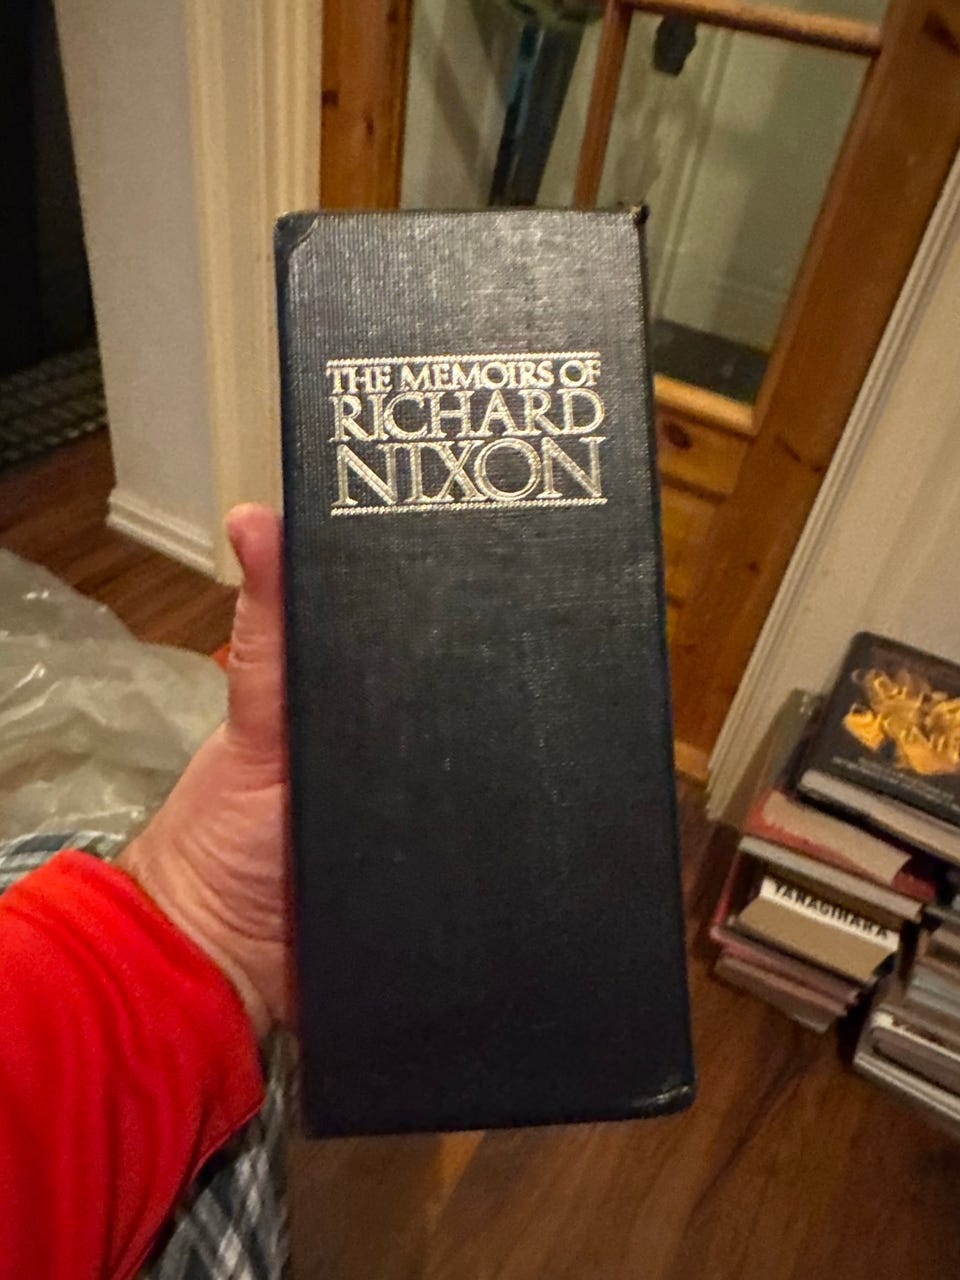 THE MEMOIRS OF
RICHARD
NIXON
YANAGIHARA